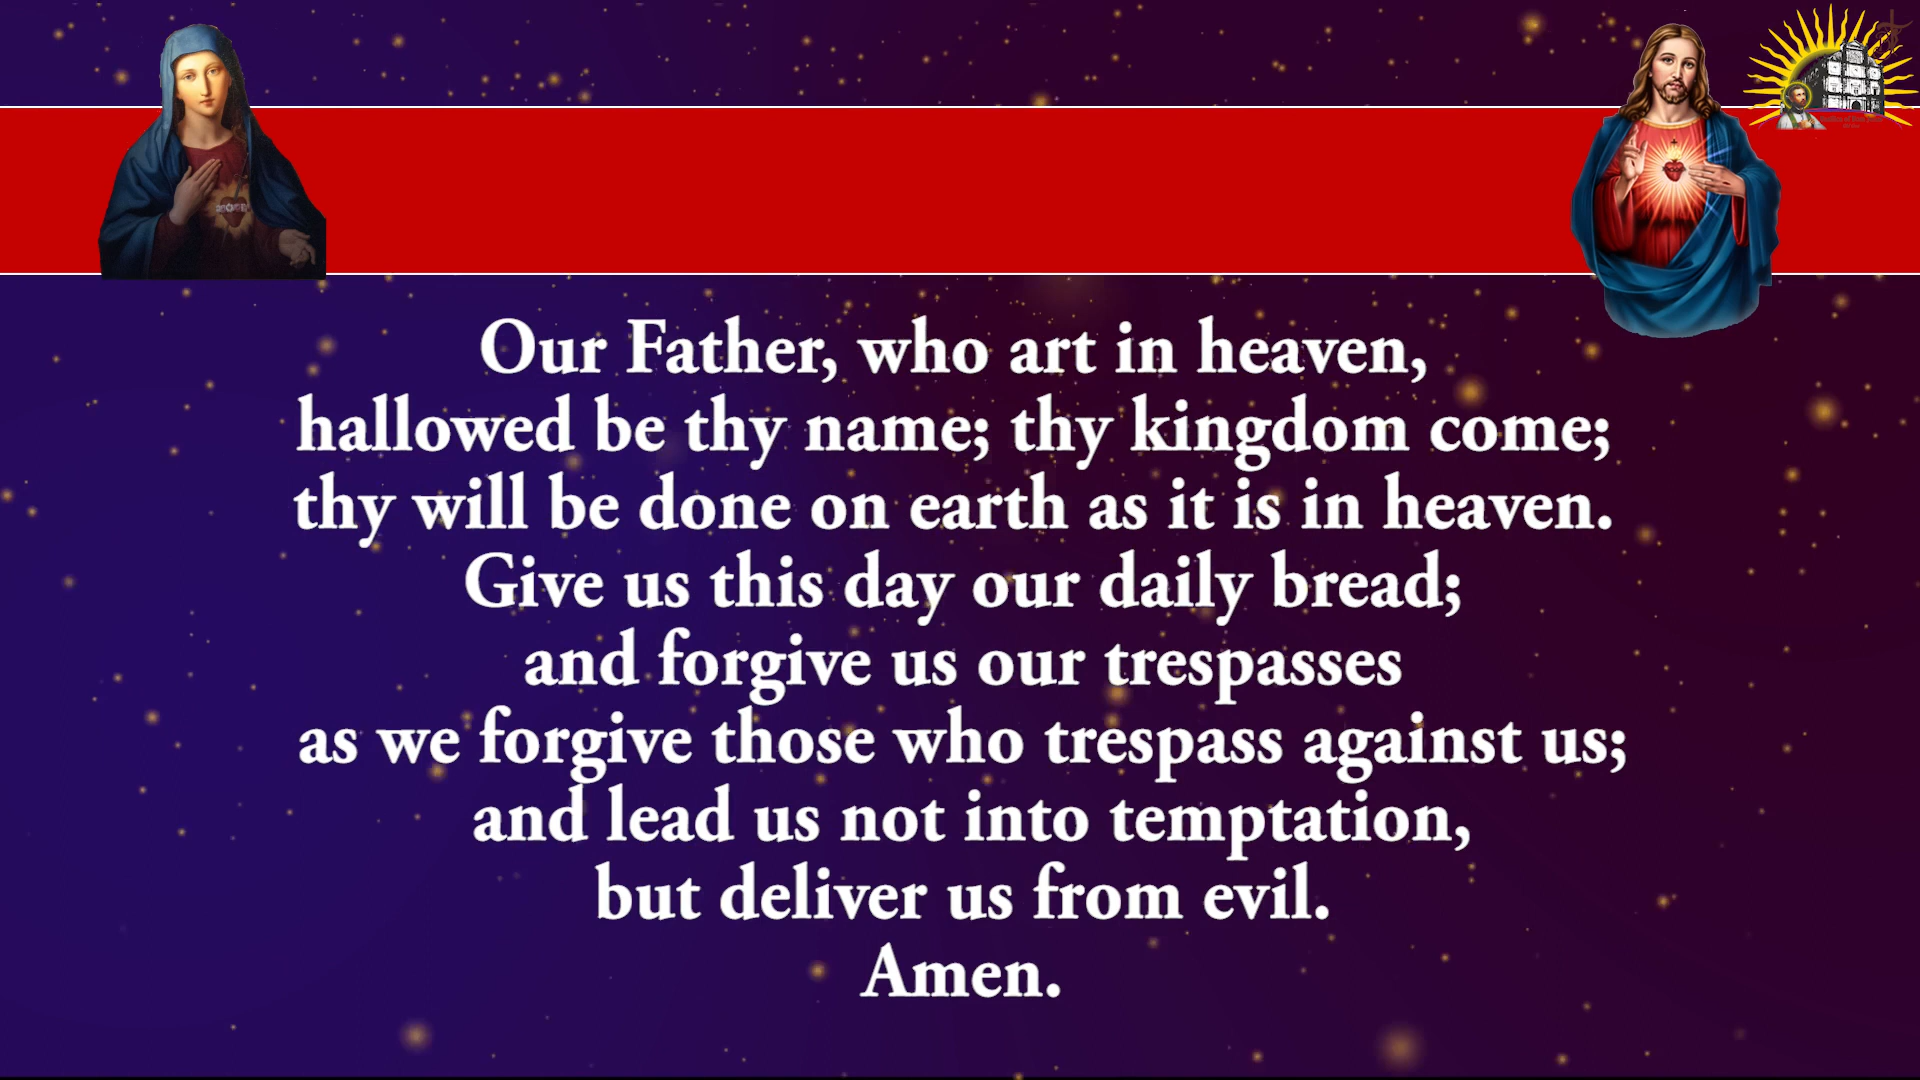 Our Father, who art in heaven,
hallowed be thy name; thy kingdom come;
thy will be done on earth as it is in heaven.
Give us this day our daily bread;
and forgive us our trespasses
as we forgive those who trespass against us;
and lead us not into temptation,
but deliver us from evil.
Amen.